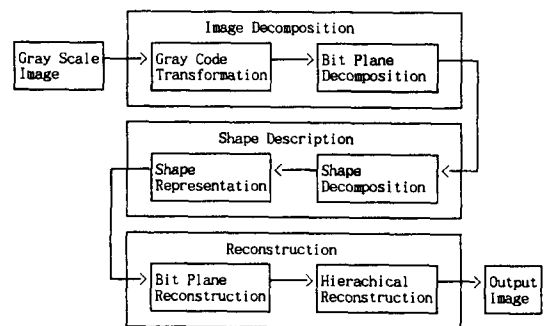 Image Decomposition
Gray Scale
Image
Gray Code
Transformation
Bit Plane
Decomposition
Shape Description
Shape
Representation
Shape
Decomposition
Reconstruction
Bit Plane
Reconstruction
Hierachical
Reconstruction
Output
Image